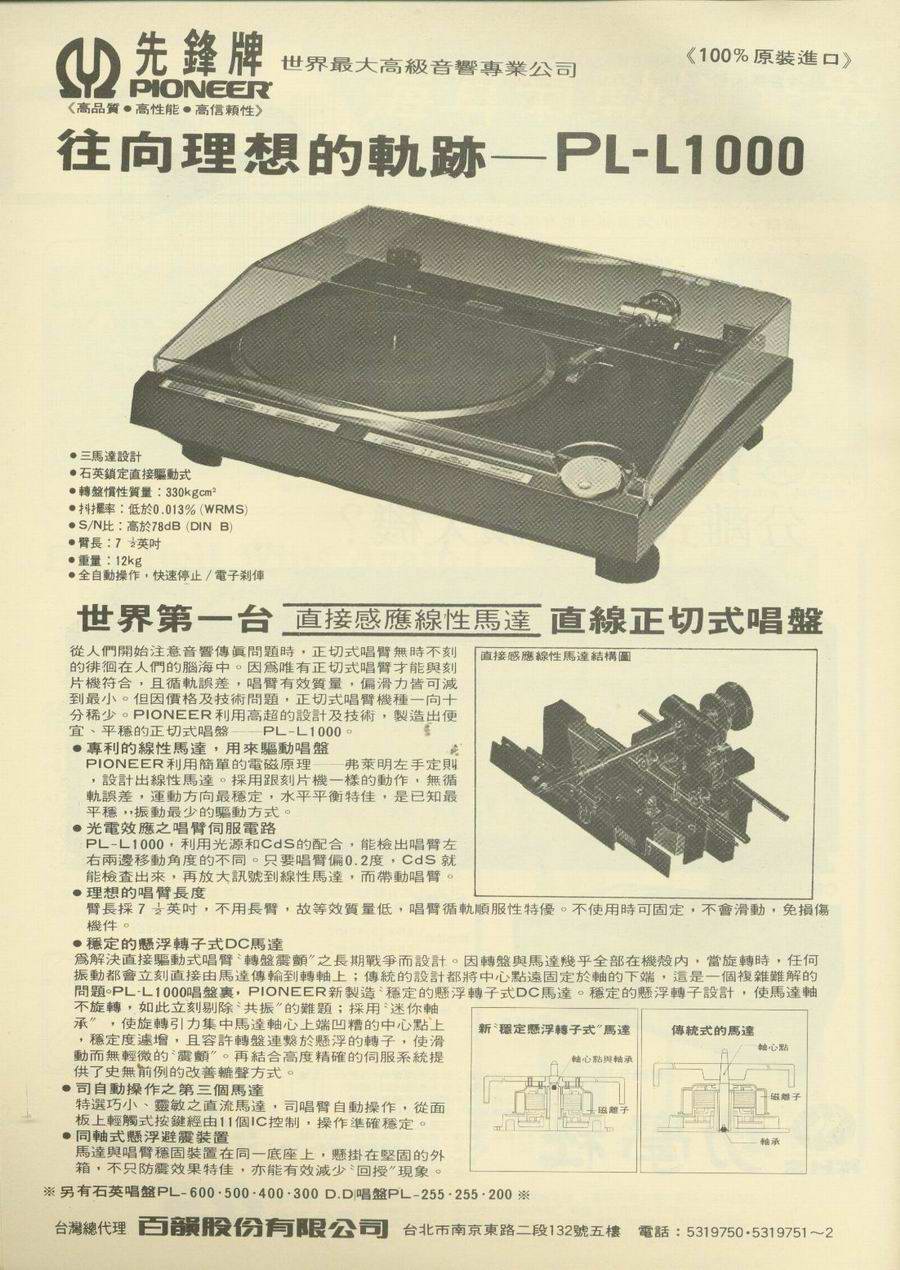 先鋒牌
PIONEER
世界最大高級音響專業公司
《100%原裝進口》
《高品質●高性能●高信賴性》
往向理想的軌跡—PL-L1000
●三馬達設計
●石英鎖定直接驅動式
●轉盤慣性質量：330kgcm²
●抖擺率：低於0.013%(WRMS)
●S/N比：高於78dB (DIN B)
●臂長：7 ½英吋
●重量：12kg
●全自動操作，快速停止/電子刹俥
世界第一台 直接感應線性馬達 直線正切式唱盤
從人們開始注意音響傳眞問題時，正切式唱臂無時不刻
的徘徊在人們的腦海中。因爲唯有正切式唱臂才能與刻
片機符合，且循軌誤差，唱臂有效質量，偏滑力皆可減
到最小。但因價格及技術問題，正切式唱臂機種一向十
分稀少。PIONEER利用高超的設計及技術，製造出便
宜、平穩的正切式唱盤——PL-L1000。
●專利的線性馬達，用來驅動唱盤
PIONEER利用簡單的電磁原理——弗萊明左手定則
，設計出線性馬達。採用跟刻片機一樣的動作，無循
軌誤差，運動方向最穩定，水平平衡特佳，是已知最
平穩，振動最少的驅動方式。
●光電效應之唱臂伺服電路
PL-L1000，利用光源和CdS的配合，能檢出唱臂左
右兩邊移動角度的不同。只要唱臂偏0.2度，CdS 就
能檢查出來，再放大訊號到線性馬達，而帶動唱臂。
直接感應線性馬達結構圖
●理想的唱臂長度
臂長採 7 ½英吋，不用長臂，故等效質量低，唱臂循軌順服性特優。不使用時可固定，不會滑動，免損傷
機件。
●穩定的懸浮轉子式DC馬達
爲解決直接驅動式唱臂〝轉盤震顫〞之長期戰爭而設計。因轉盤與馬達幾乎全部在機殼內，當旋轉時，任何
振動都會立刻直接由馬達傳輸到轉軸上；傳統的設計都將中心點遠固定於軸的下端，這是一個複雜難解的
問題。PL-L1000唱盤裏，PIONEER新製造〝穩定的懸浮轉子式DC馬達。穩定的懸浮轉子設計，使馬達軸
不旋轉，如此立刻剔除〝共振〞的難題；採用〝迷你軸
承〞，使旋轉引力集中馬達軸心上端凹糟的中心點上
，穩定度遽增，且容許轉盤連繫於懸浮的轉子，使滑
動而無輕微的〝震顫〞。再結合高度精確的伺服系統提
供了史無前例的改善轆聲方式。
●司自動操作之第三個馬達
特選巧小、靈敏之直流馬達，司唱臂自動操作，從面
板上輕觸式按鍵經由11個IC控制，操作準確穩定。
●同軸式懸浮避震裝置
馬達與唱臂穩固裝置在同一底座上，懸掛在堅固的外
箱，不只防震效果特佳，亦能有效減少〝回授〞現象。
新〝穩定懸浮轉子式〞馬達
軸心點與軸承
磁離子
傳統式的馬達
軸心點
磁離子
軸承
※另有石英唱盤PL-600·500·400·300 D.D唱盤PL-255·255·200※
台灣總代理 百韻股份有限公司 台北市南京東路二段132號五樓 電話：5319750·5319751～2